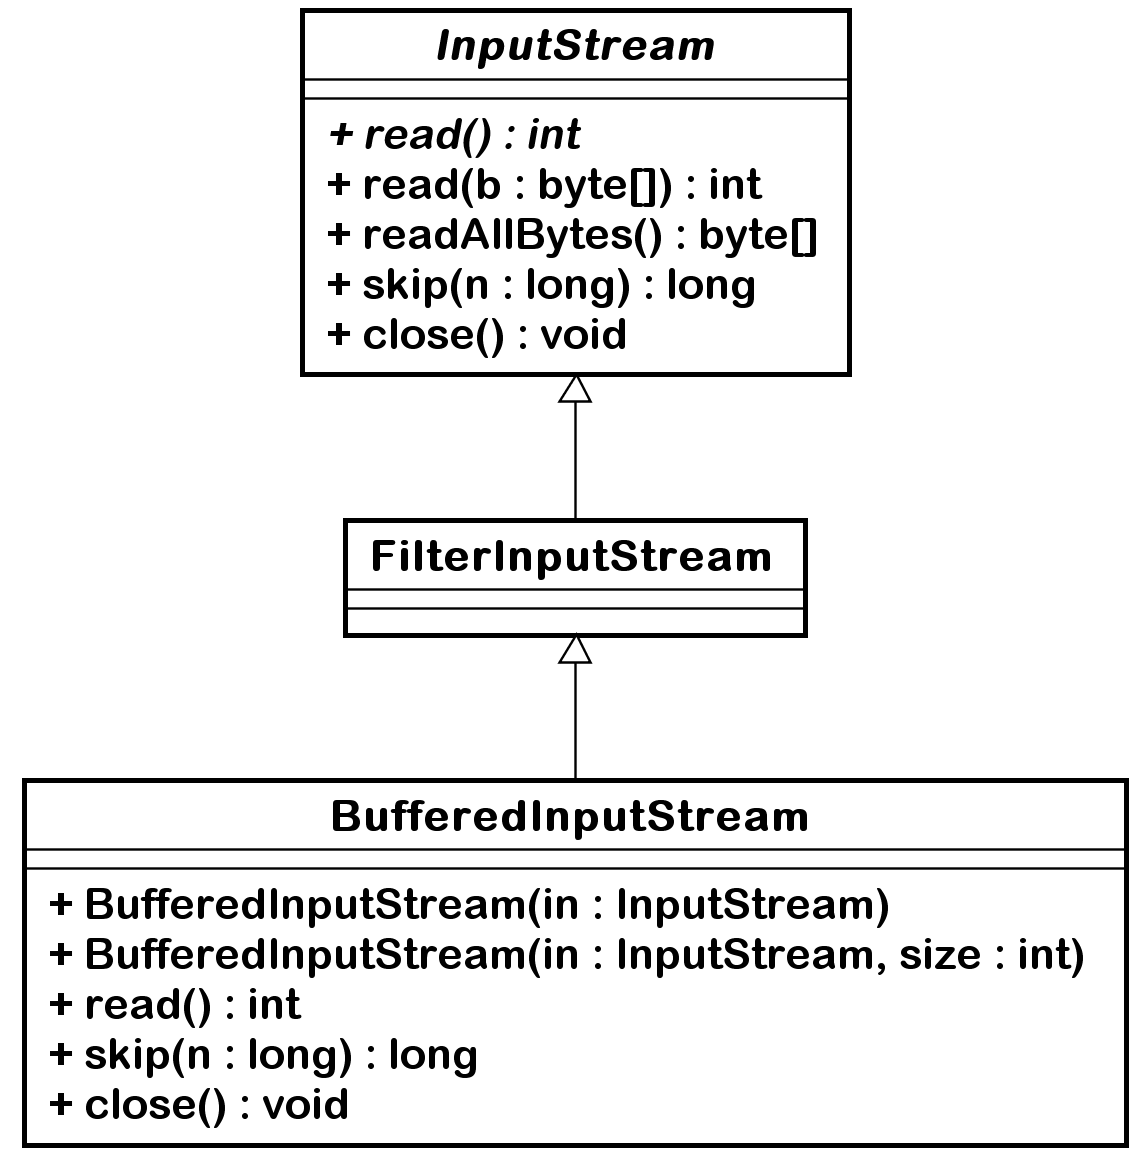 InputStream
+ read() : int
+ read(b : byte[]) : int
+ readAllBytes() : byte[]
+ skip(n : long) : long
+ close() : void
FilterInputStream
BufferedInputStream
+ BufferedInputStream(in : InputStream)
+ BufferedInputStream(in : InputStream, size : int)
+ read() : int
+ skip(n : long) : long
+ close() : void